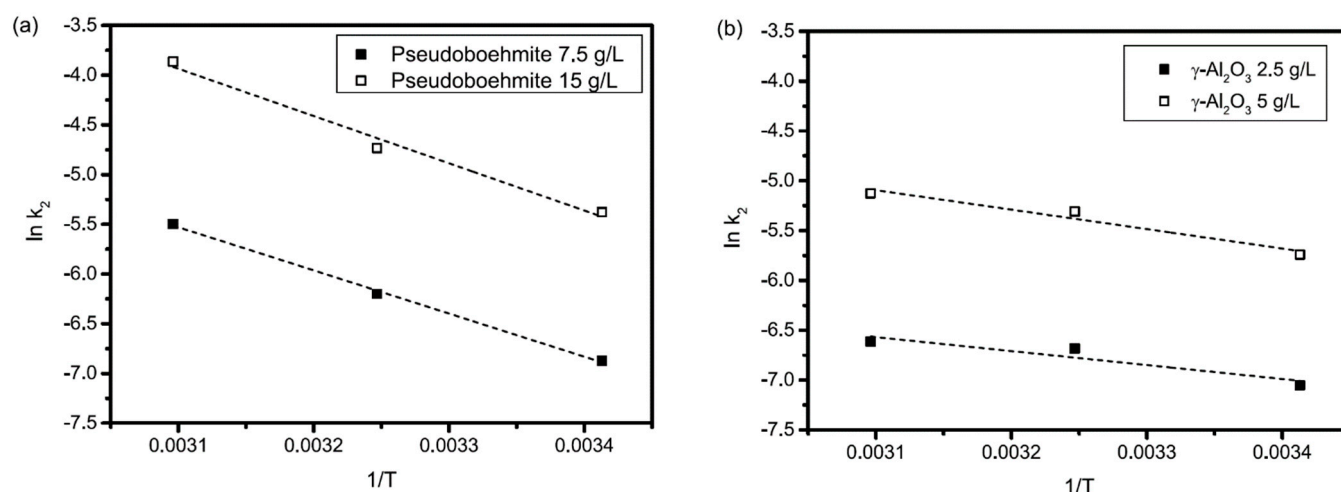 (a)
-3.5
-4.0
-4.5
-5.0
-5.5
-6.0
-6.5
-7.0
-7.5
ln k₂
Pseudoboehmite 7.5 g/L
Pseudoboehmite 15 g/L
0.0031
0.0032
0.0033
0.0034
1/T
(b)
-3.5
-4.0
-4.5
-5.0
-5.5
-6.0
-6.5
-7.0
-7.5
ln k₂
γ-Al₂O₃ 2.5 g/L
γ-Al₂O₃ 5 g/L
0.0031
0.0032
0.0033
0.0034
1/T